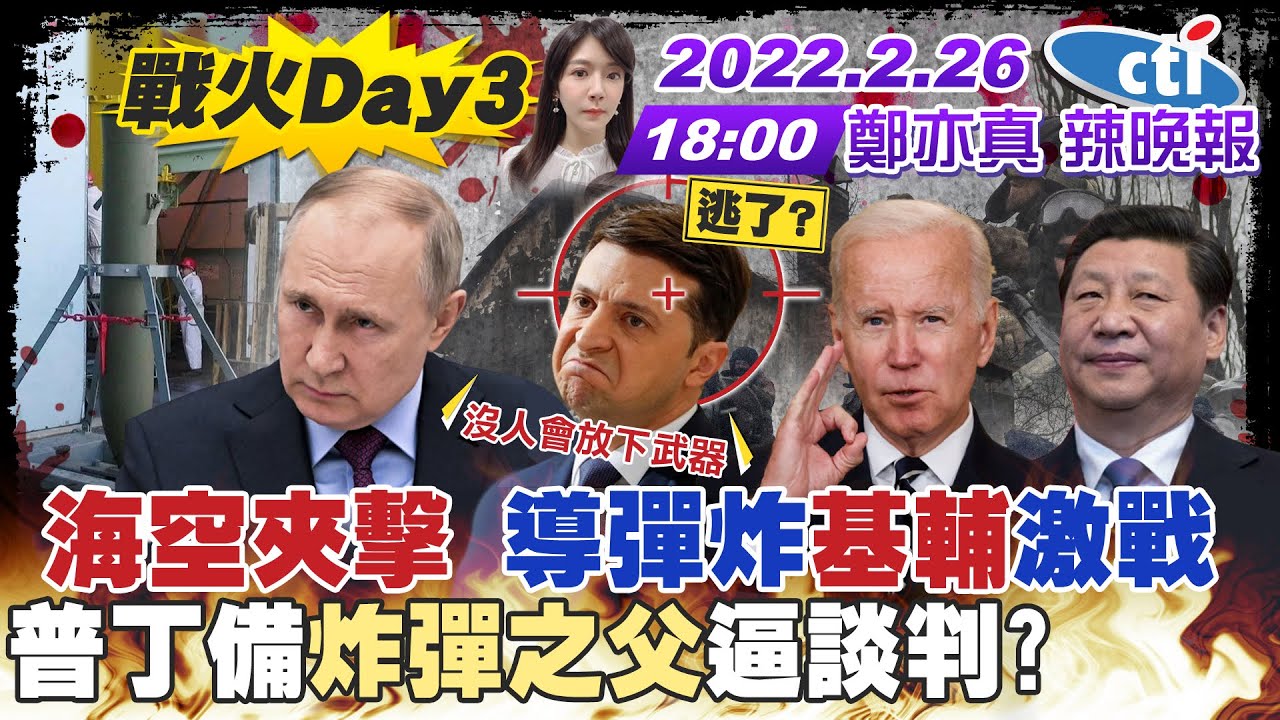 戰火Day3
2022.2.26
cti
18:00
鄭亦真 辣晚報
逃了?
沒人會放下武器
海空夾擊 導彈炸基輔激戰
普丁備炸彈之父逼談判?